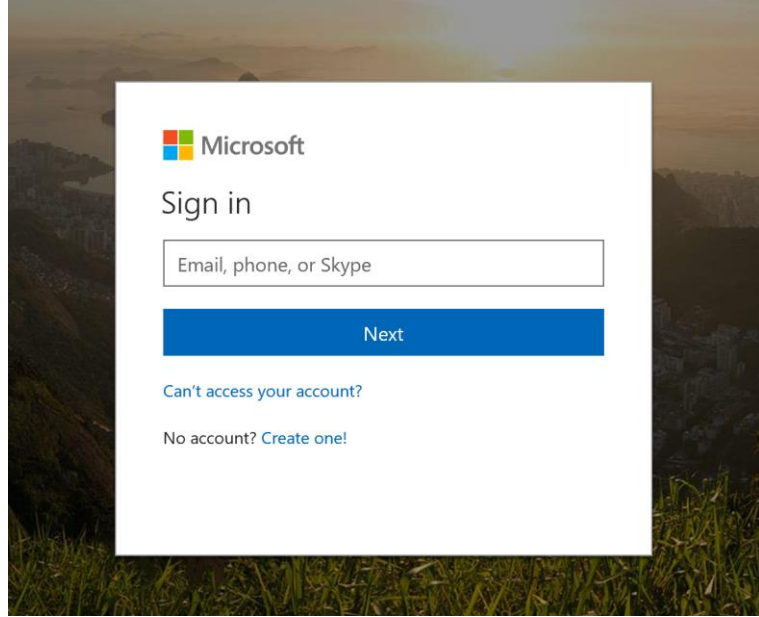 Microsoft
Sign in
Email, phone, or Skype
Next
Can't access your account?
No account? Create one!